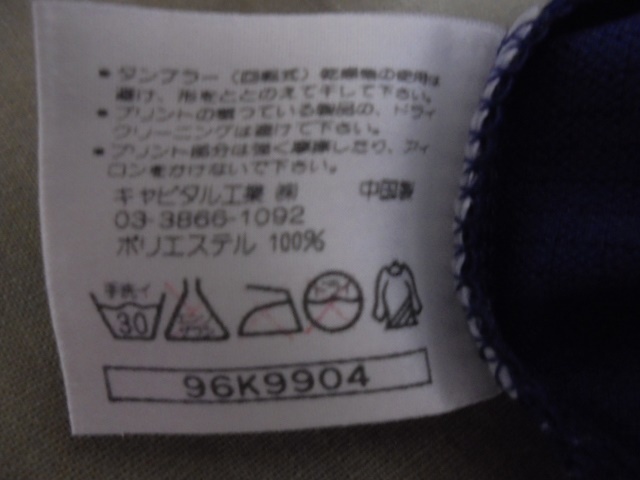 • タンブラー（回転式）乾燥機の使用は
避け、形をととのえて干して下さい。
• プリントの載っている製品の、ドライ
クリーニングは避けて下さい。
• プリント部分は強く摩擦したり、アイ
ロンをかけないで下さい。
キャピタル工業 ㈱ 中国製
03-3866-1092
ポリエステル 100%
手洗イ
30
ドライ
96K9904